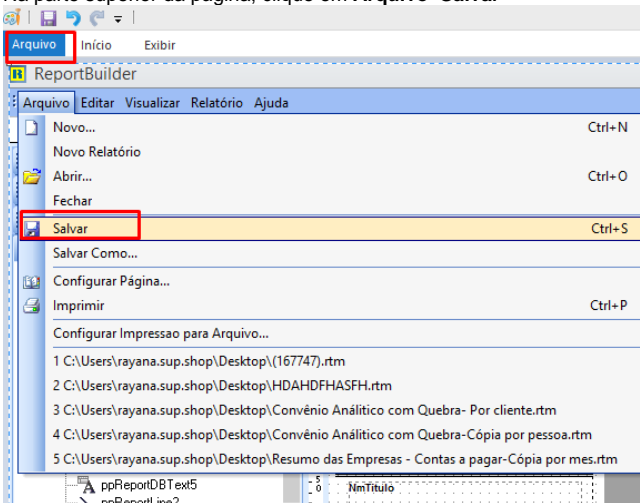 Na parte superior da página, clique em Arquivo- Salvar
Arquivo Início Exibir
ReportBuilder
Arquivo Editar Visualizar Relatório Ajuda
Novo... Ctrl+N
Novo Relatório
Abrir... Ctrl+O
Fechar
Salvar Ctrl+S
Salvar Como...
Configurar Página...
Imprimir Ctrl+P
Configurar Impressao para Arquivo...
1 C:\Users\rayana.sup.shop\Desktop\(167747).rtm
2 C:\Users\rayana.sup.shop\Desktop\HDAHDFHASFH.rtm
3 C:\Users\rayana.sup.shop\Desktop\Convênio Análitico com Quebra- Por cliente.rtm
4 C:\Users\rayana.sup.shop\Desktop\Convênio Análitico com Quebra-Cópia por pessoa.rtm
5 C:\Users\rayana.sup.shop\Desktop\Resumo das Empresas - Contas a pagar-Cópia por mes.rtm
ppReportDBText5 NmTitulo
ppReportLine2